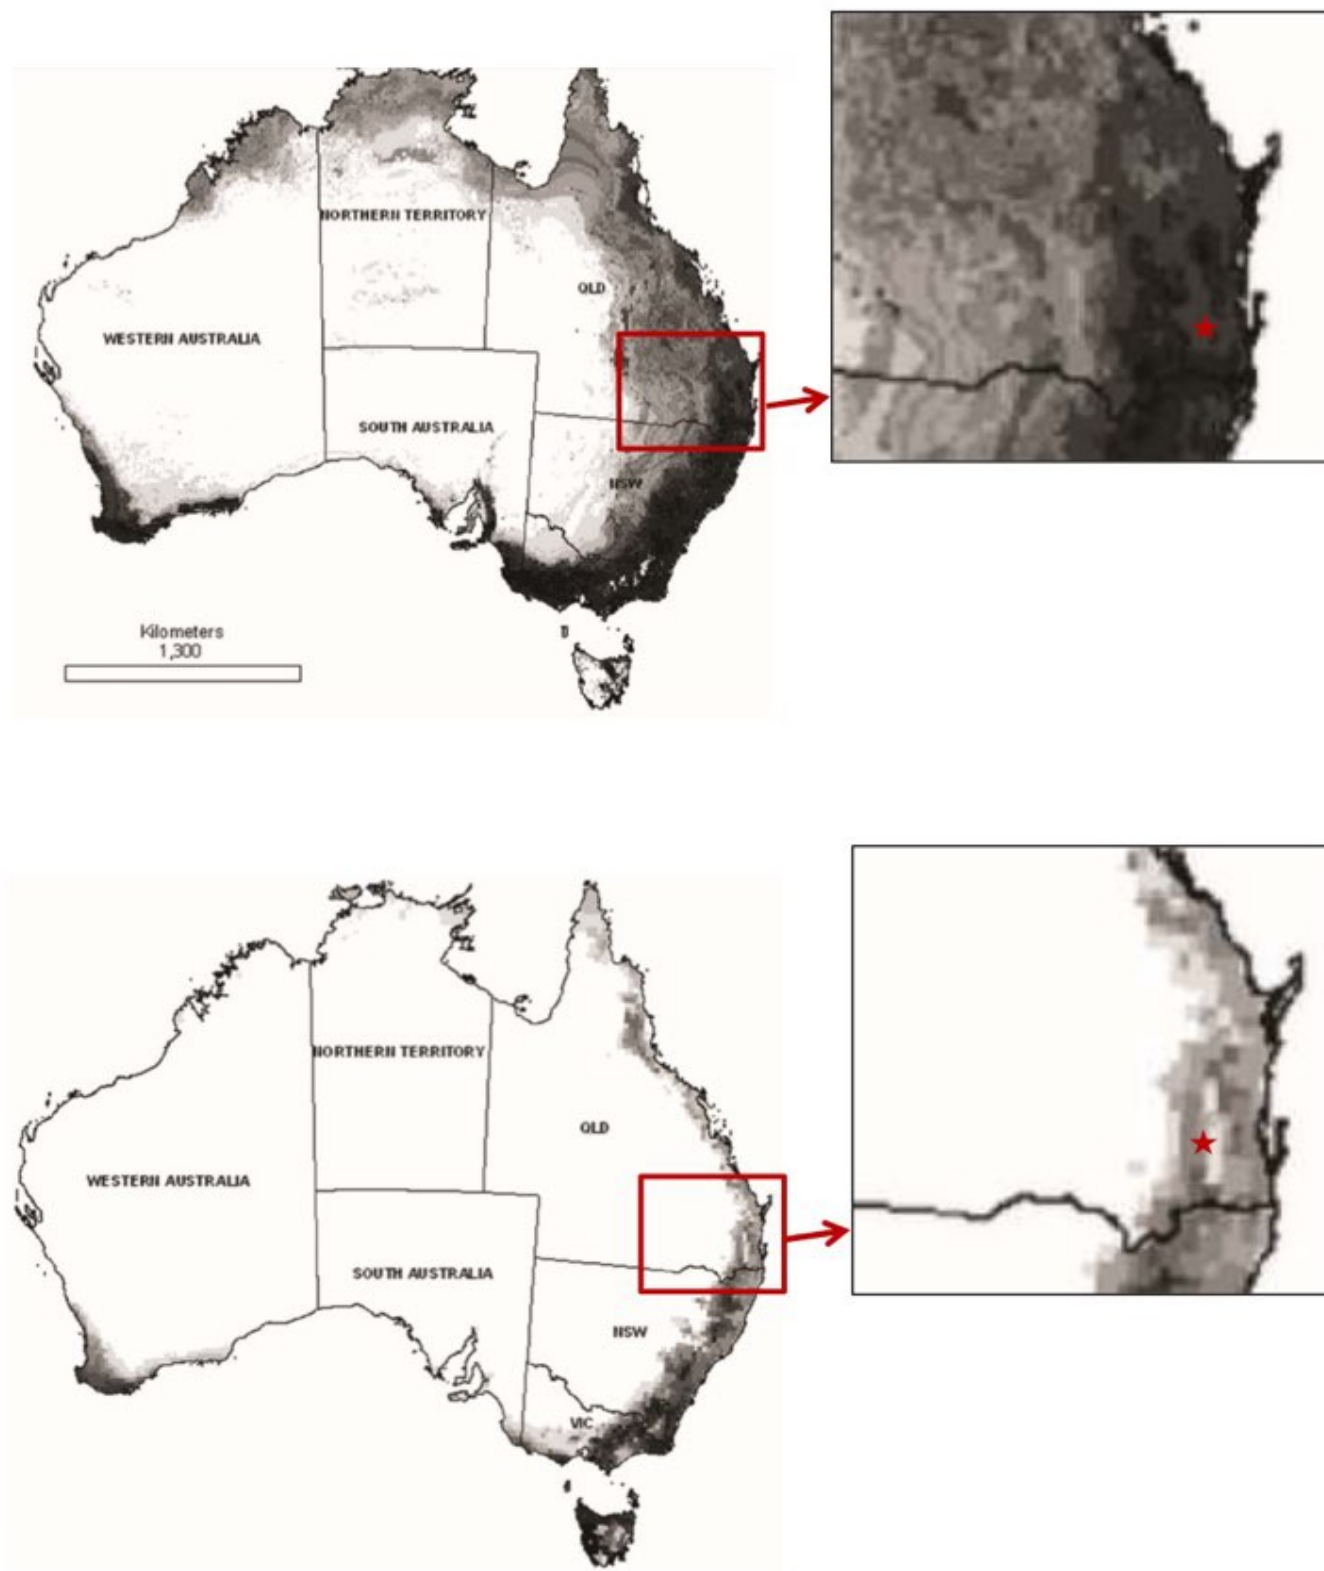 NORTHERN TERRITORY
QLD
WESTERN AUSTRALIA
SOUTH AUSTRALIA
NSW
Kilometers
1,300
NORTHERN TERRITORY
QLD
WESTERN AUSTRALIA
SOUTH AUSTRALIA
NSW
VIC